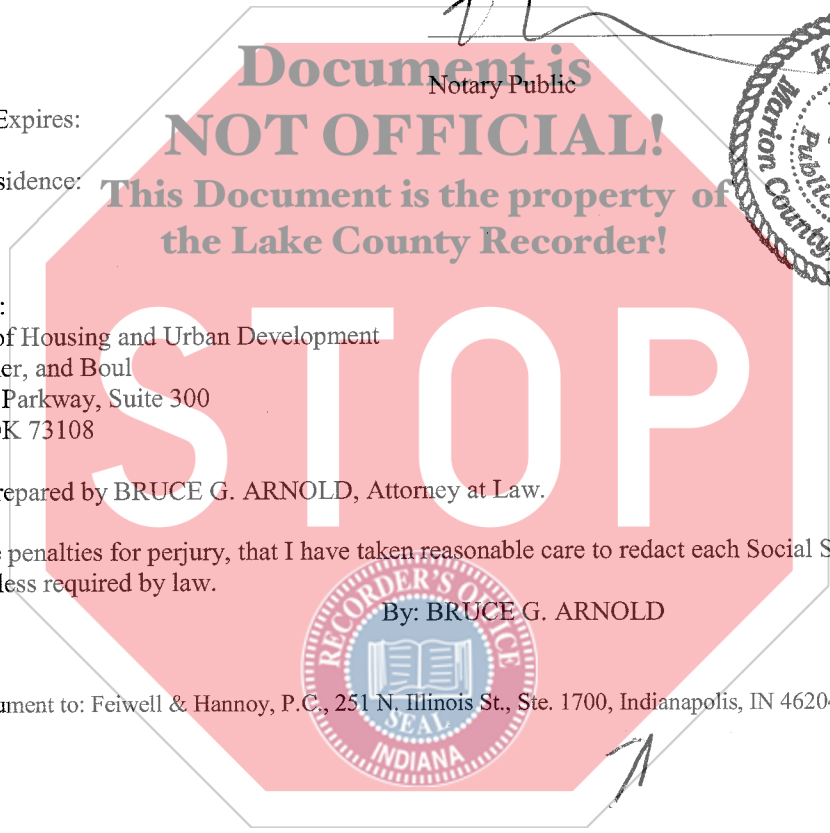 Document is
Notary Public
Expires:
NOT OFFICIAL!
sidence:
This Document is the property of
the Lake County Recorder!
K
Marion County,
Public
:
of Housing and Urban Development
er, and Boul
Parkway, Suite 300
OK 73108
STOP
repared by BRUCE G. ARNOLD, Attorney at Law.
e penalties for perjury, that I have taken reasonable care to redact each Social S
less required by law.
By: BRUCE G. ARNOLD
RECORDER'S OFFICE
SEAL
INDIANA
ument to: Feiwell & Hannoy, P.C., 251 N. Illinois St., Ste. 1700, Indianapolis, IN 46204